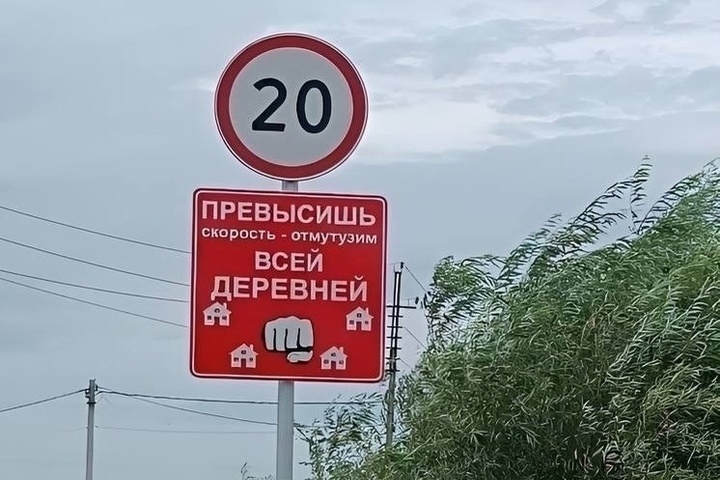 20
ПРЕВЫСИШЬ
скорость - отмутузим
ВСЕЙ
ДЕРЕВНЕЙ